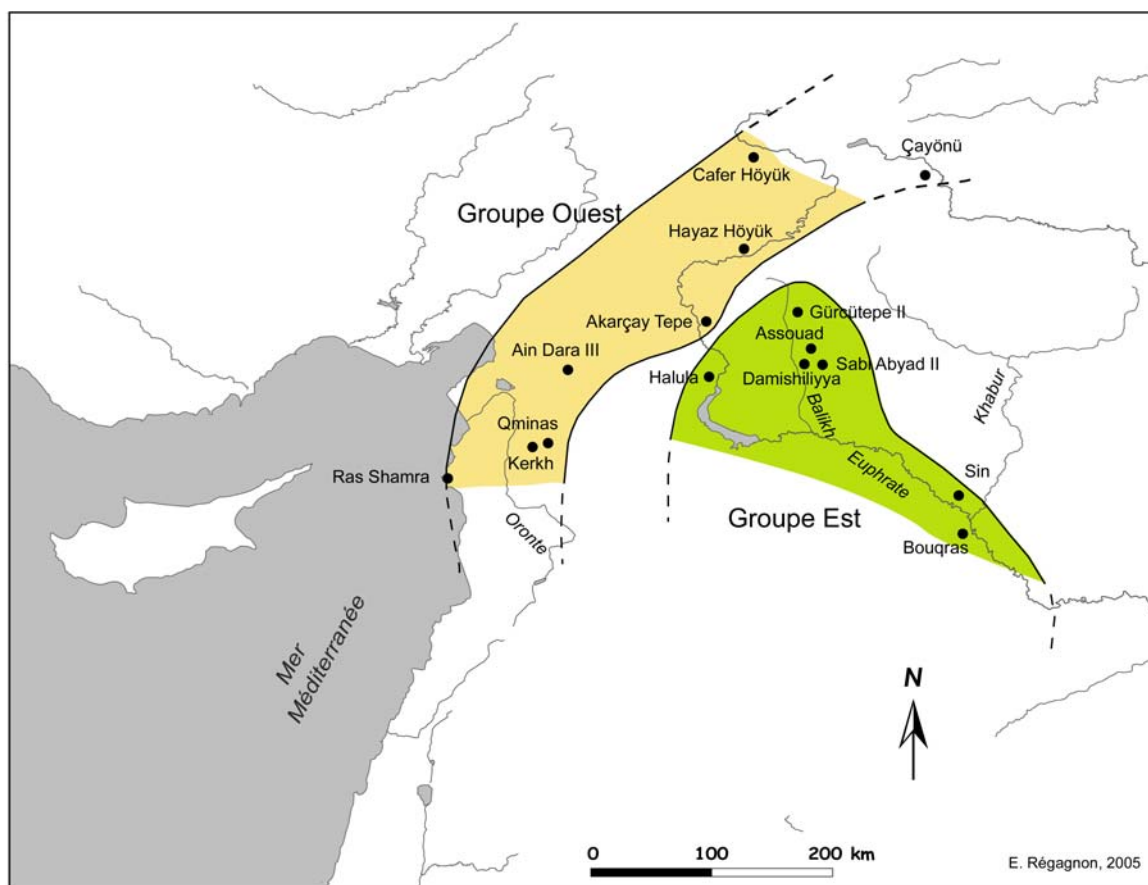 Çayönü
Cafer Höyük
Groupe Ouest
Hayaz Höyük
Gürcütepe II
Akarçay Tepe
Assouad
Ain Dara III
Sabi Abyad II
Halula
Damishiliyya
Balikh
Khabur
Qminas
Kerkh
Euphrate
Ras Shamra
Sin
Groupe Est
Oronte
Bouqras
Mer
Méditerranée
N
0 100 200 km
E. Régagnon, 2005